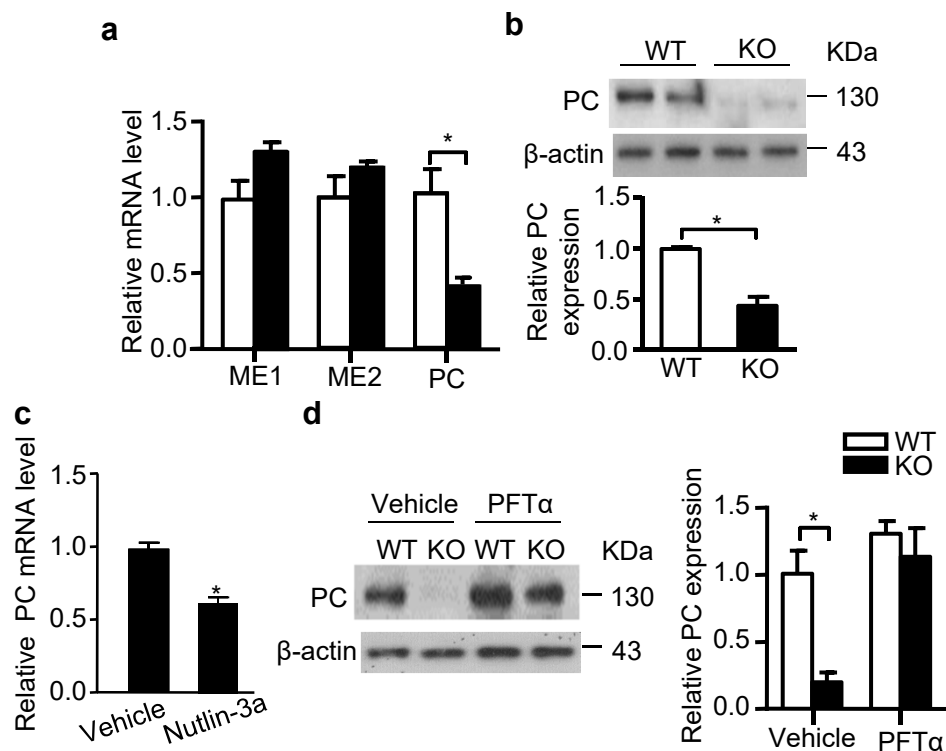 a
Relative mRNA level
1.5
1.0
0.5
0.0
*
ME1 ME2 PC
b
WT KO KDa
PC 130
β-actin 43
Relative PC
expression
1.5
1.0
0.5
0.0
*
WT KO
c
Relative PC mRNA level
1.5
1.0
0.5
0.0
*
Vehicle Nutlin-3a
d
Vehicle PFTα
WT KO WT KO KDa
PC 130
β-actin 43
WT
KO
Relative PC expression
1.5
1.0
0.5
0.0
*
Vehicle PFTα